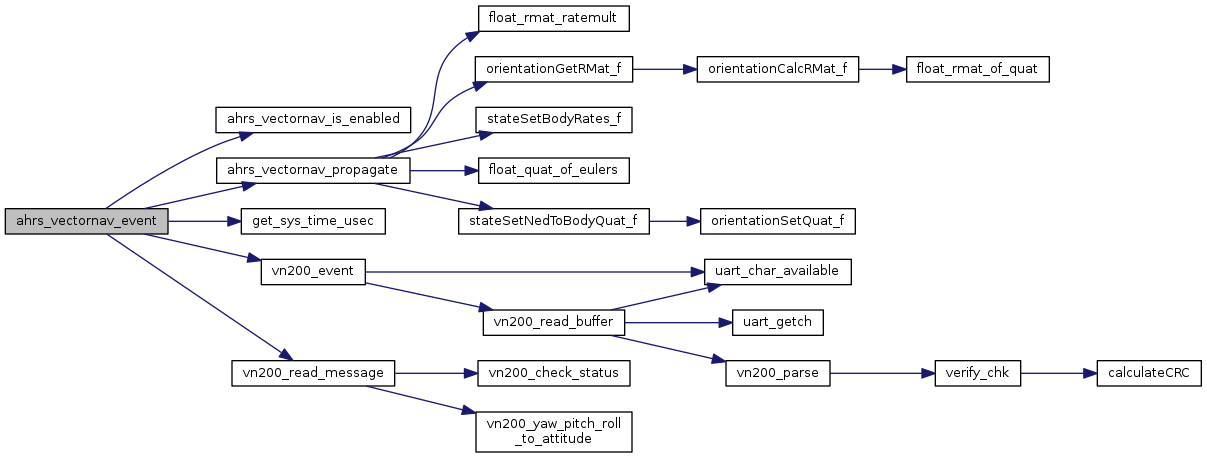 float_rmat_ratemult
orientationGetRMat_f
orientationCalcRMat_f
float_rmat_of_quat
ahrs_vectornav_is_enabled
stateSetBodyRates_f
ahrs_vectornav_propagate
float_quat_of_eulers
ahrs_vectornav_event
get_sys_time_usec
stateSetNedToBodyQuat_f
orientationSetQuat_f
vn200_event
uart_char_available
vn200_read_buffer
uart_getch
vn200_read_message
vn200_check_status
vn200_parse
verify_chk
calculateCRC
vn200_yaw_pitch_roll
_to_attitude